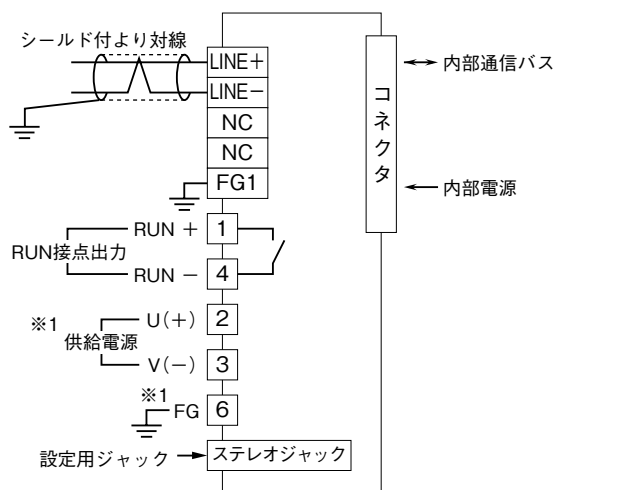 シールド付より対線
LINE+
LINE−
NC
NC
FG1
コネクタ
内部通信バス
内部電源
RUN接点出力
RUN +
1
RUN −
4
※1
供給電源
U(+)
2
V(−)
3
※1
FG
6
設定用ジャック
ステレオジャック